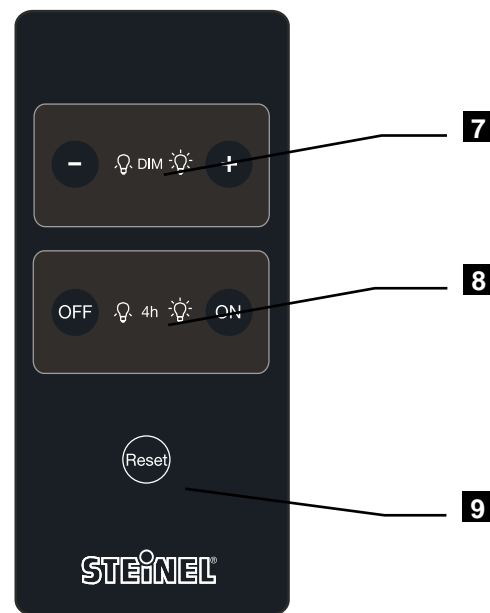 - DIM +
7
OFF 4h ON
8
Reset
9
STEINEL®